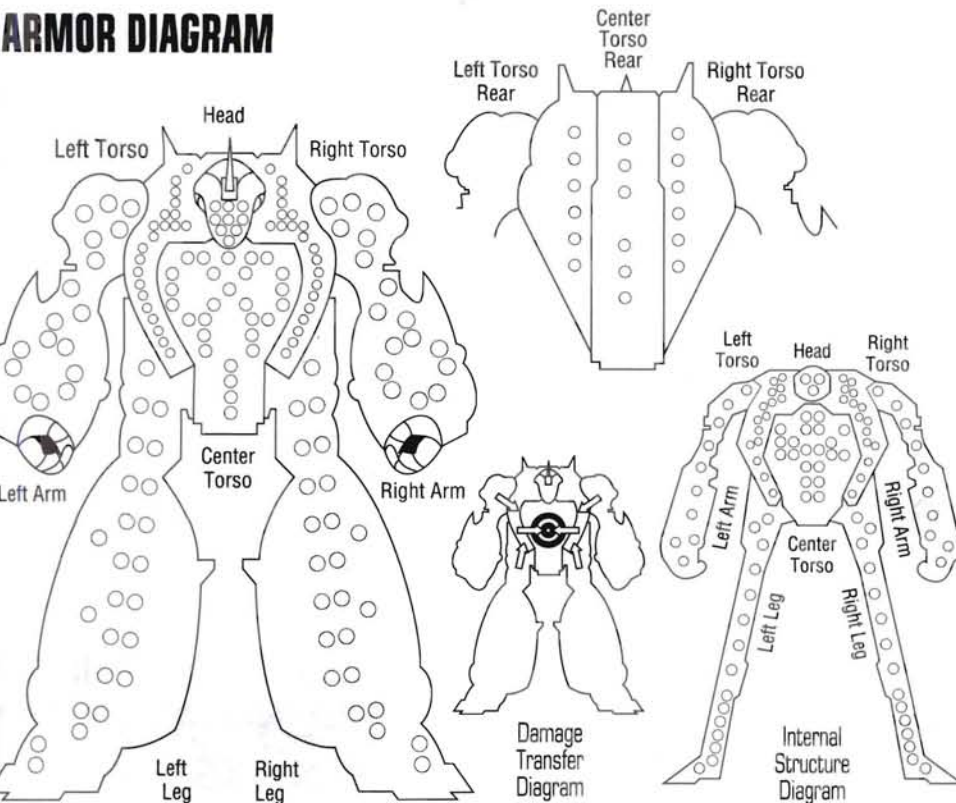 ARMOR DIAGRAM
Head
Left Torso
Right Torso
Left Arm
Right Arm
Center
Torso
Left
Leg
Right
Leg
Center
Torso
Rear
Left Torso
Rear
Right Torso
Rear
Damage
Transfer
Diagram
Left
Torso
Head
Right
Torso
Left Arm
Right Arm
Center
Torso
Left Leg
Right Leg
Internal
Structure
Diagram